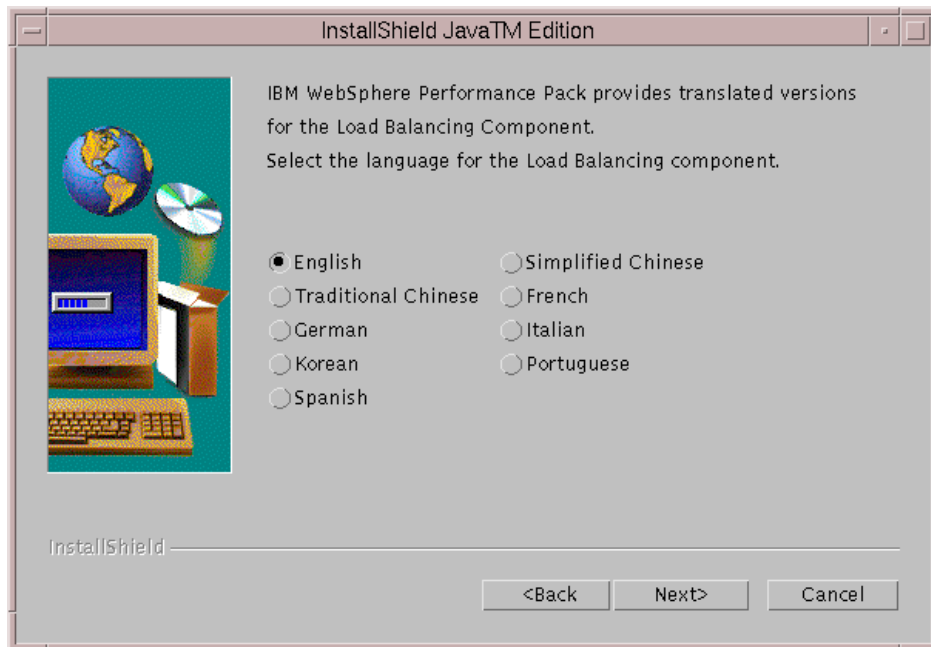 InstallShield JavaTM Edition
IBM WebSphere Performance Pack provides translated versions
for the Load Balancing Component.
Select the language for the Load Balancing component.
English
Simplified Chinese
Traditional Chinese
French
German
Italian
Korean
Portuguese
Spanish
InstallShield
<Back
Next>
Cancel